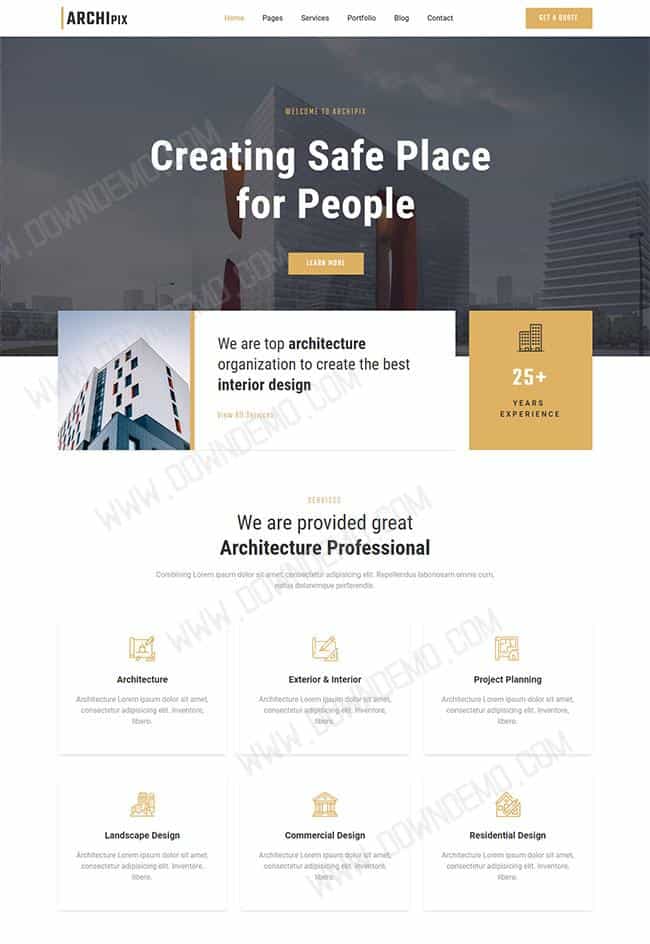 ARCHIPIX
Home Pages Services Portfolio Blog Contact
GET A QUOTE
WELCOME TO ARCHIPIX
Creating Safe Place
for People
LEARN MORE
We are top architecture
organization to create the best
interior design
View All Services
25+
YEARS
EXPERIENCE
SERVICES
We are provided great
Architecture Professional
Combining Lorem ipsum dolor sit amet, consectetur adipisicing elit. Repellendus laboriosam omnis cum,
natus doloremque perferendis.
Architecture
Architecture Lorem ipsum dolor sit amet,
consectetur adipisicing elit. Inventore,
libero.
Exterior & Interior
Architecture Lorem ipsum dolor sit amet,
consectetur adipisicing elit. Inventore,
libero.
Project Planning
Architecture Lorem ipsum dolor sit amet,
consectetur adipisicing elit. Inventore,
libero.
Landscape Design
Architecture Lorem ipsum dolor sit amet,
consectetur adipisicing elit. Inventore,
libero.
Commercial Design
Architecture Lorem ipsum dolor sit amet,
consectetur adipisicing elit. Inventore,
libero.
Residential Design
Architecture Lorem ipsum dolor sit amet,
consectetur adipisicing elit. Inventore,
libero.
WWW.DOWNDEMO.COM
WWW.DOWNDEMO.COM
WWW.DOWNDEMO.COM
WWW.DOWNDEMO.COM
WWW.DOWNDEMO.COM
WWW.DOWNDEMO.COM